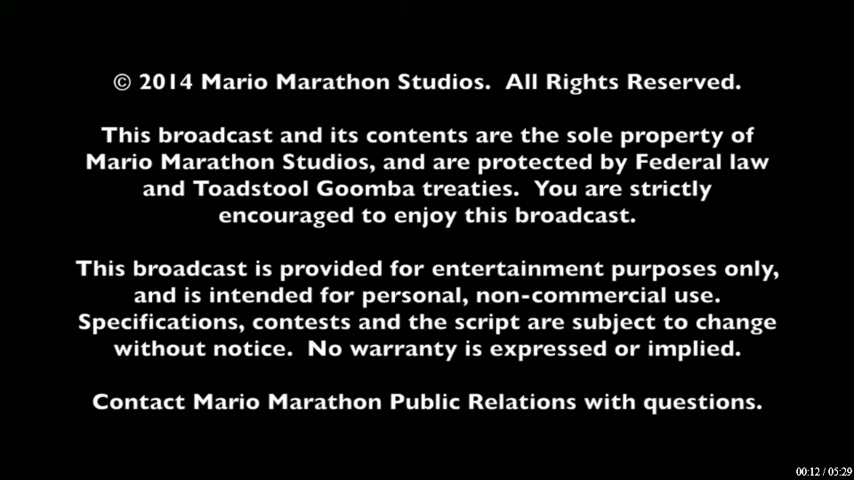 © 2014 Mario Marathon Studios.  All Rights Reserved.
This broadcast and its contents are the sole property of
Mario Marathon Studios, and are protected by Federal law
and Toadstool Goomba treaties.  You are strictly
encouraged to enjoy this broadcast.
This broadcast is provided for entertainment purposes only,
and is intended for personal, non-commercial use.
Specifications, contests and the script are subject to change
without notice.  No warranty is expressed or implied.
Contact Mario Marathon Public Relations with questions.
00:12 / 05:29